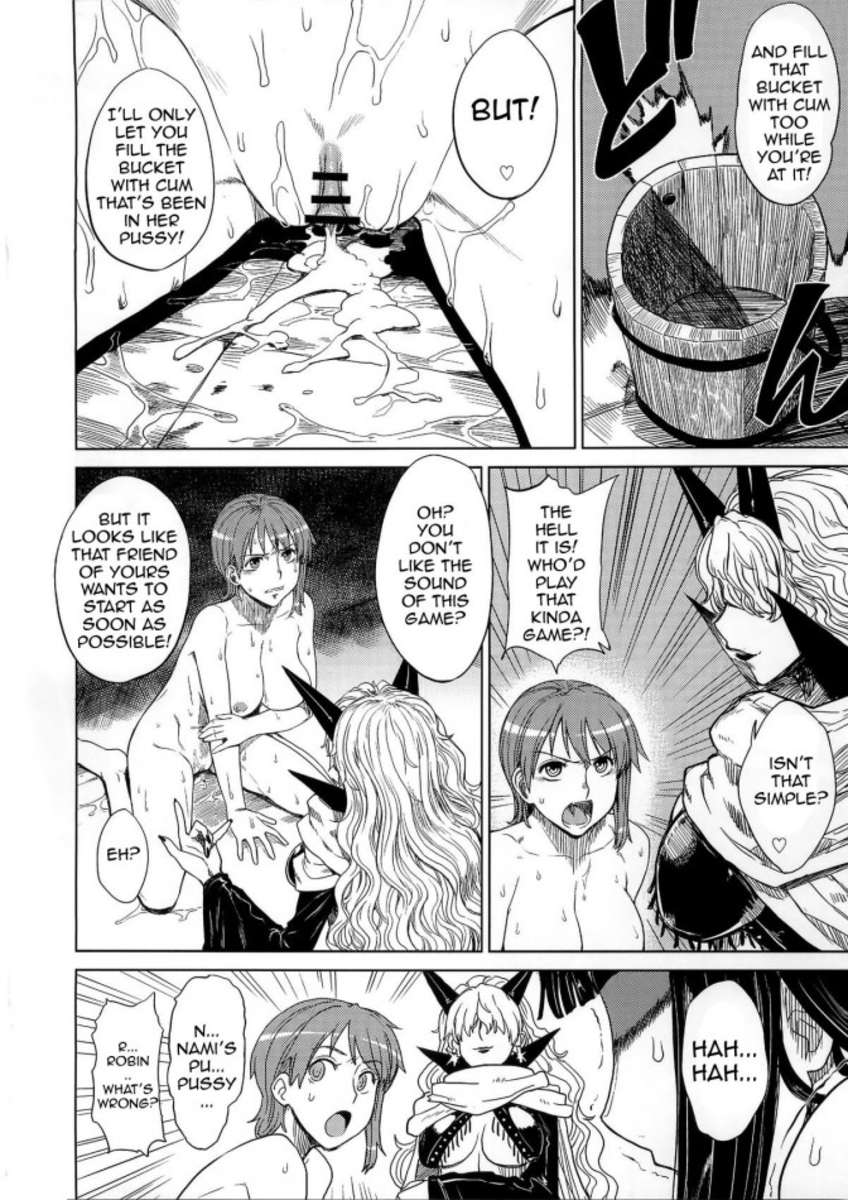 AND FILL
THAT
BUCKET
WITH CUM
TOO
WHILE
YOU'RE
AT IT!
BUT!
♡
I'LL ONLY
LET YOU
FILL THE
BUCKET
WITH CUM
THAT'S BEEN
IN HER
PUSSY!
ISN'T
THAT
SIMPLE?
♡
THE
HELL
IT IS!
WHO'D
PLAY
THAT
KINDA
GAME?!
OH?
YOU
DON'T
LIKE THE
SOUND
OF THIS
GAME?
BUT IT
LOOKS LIKE
THAT FRIEND
OF YOURS
WANTS TO
START AS
SOON AS
POSSIBLE!
EH?
HAH...
HAH...
N...
NAMI'S
PU...
PUSSY
...
R...
ROBIN
..
WHAT'S
WRONG?